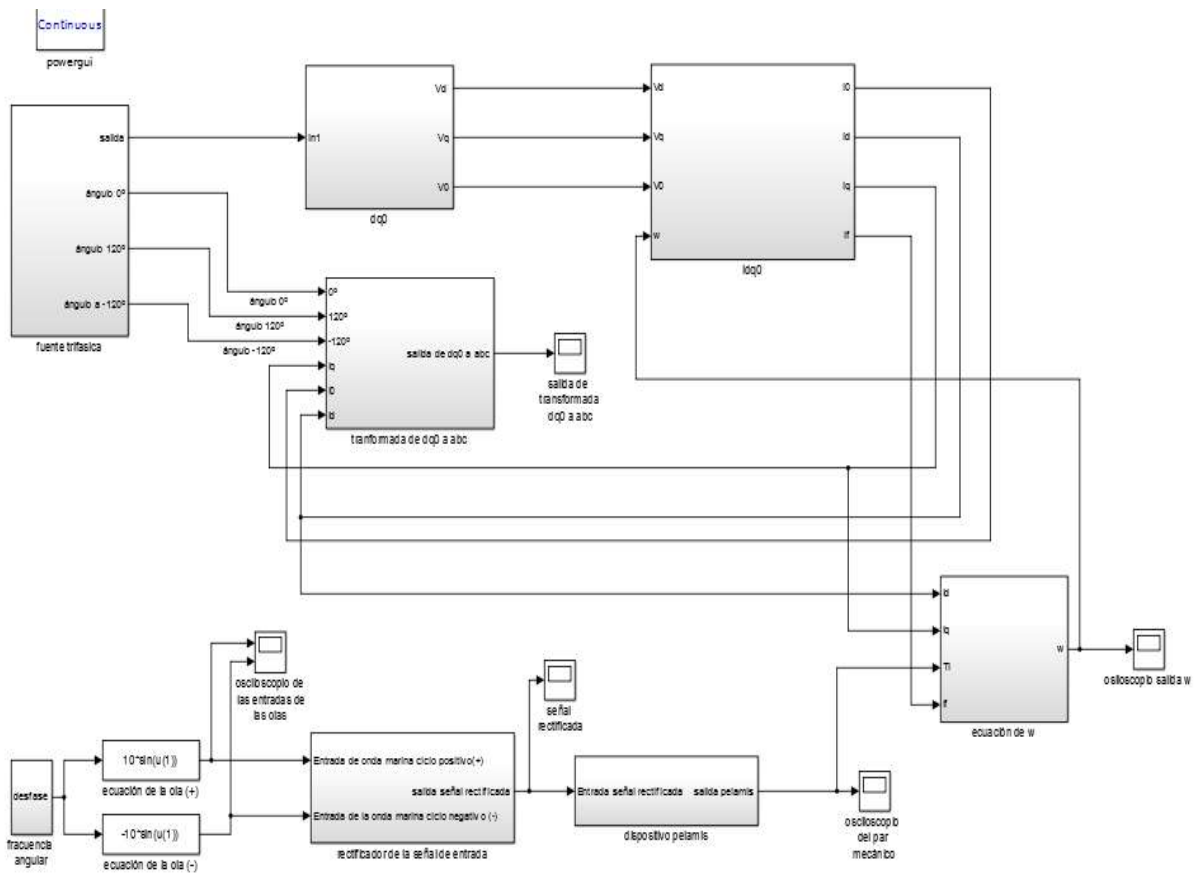 Continuous
powergui
salida
ángulo 0º
ángulo 120º
ángulo a -120º
fuente trifasica
In1
Vd
Vq
V0
dq0
Vd
Vq
V0
w
I0
Id
Iq
If
Idq0
ángulo 0º
ángulo 120º
ángulo -120º
0º
120º
-120º
Iq
I0
Id
salida de dq0 a abc
tranformada de dq0 a abc
salida de
transformada
dq0 a abc
Id
Iq
Tl
If
w
ecuación de w
osiloscopio salida w
osciloscopio de
las entradas de
las olas
señal
rectificada
desfase
fracuencia
angular
10*sin(u(1))
ecuación de la ola (+)
-10*sin(u(1))
ecuación de la ola (-)
Entrada de onda marina ciclo positivo(+)
salida señal rectificada
Entrada de la onda marina ciclo negativo (-)
rectificador de la señal de entrada
Entrada señal rectificada
salida pelamis
dispositivo pelamis
osciloscopio
del par
mecánico